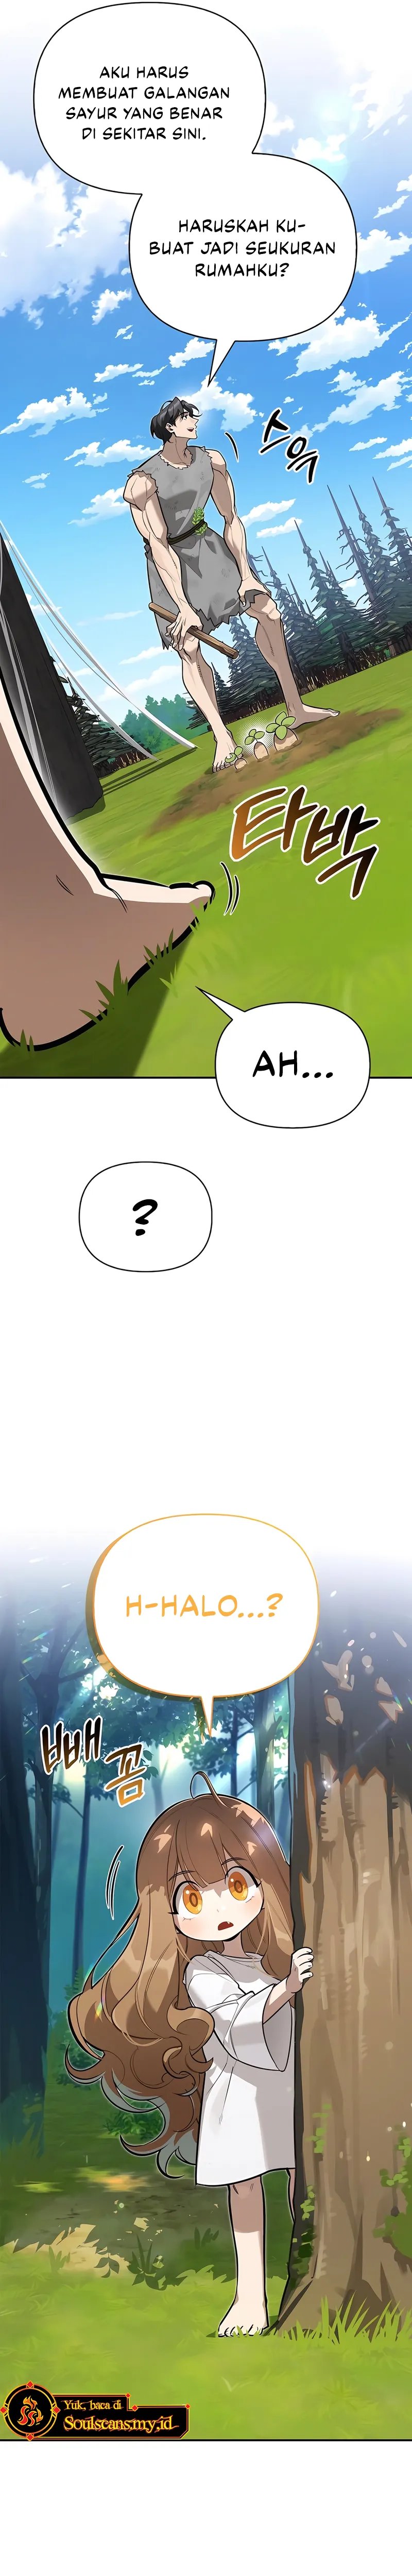 AKU HARUS
MEMBUAT GALANGAN
SAYUR YANG BENAR
DI SEKITAR SINI.
HARUSKAH KU-
BUAT JADI SEUKURAN
RUMAHKU?
스윽
타박
AH...
?
H-HALO...?
빼꼼
Yuk, baca di
Soulscans.my.id